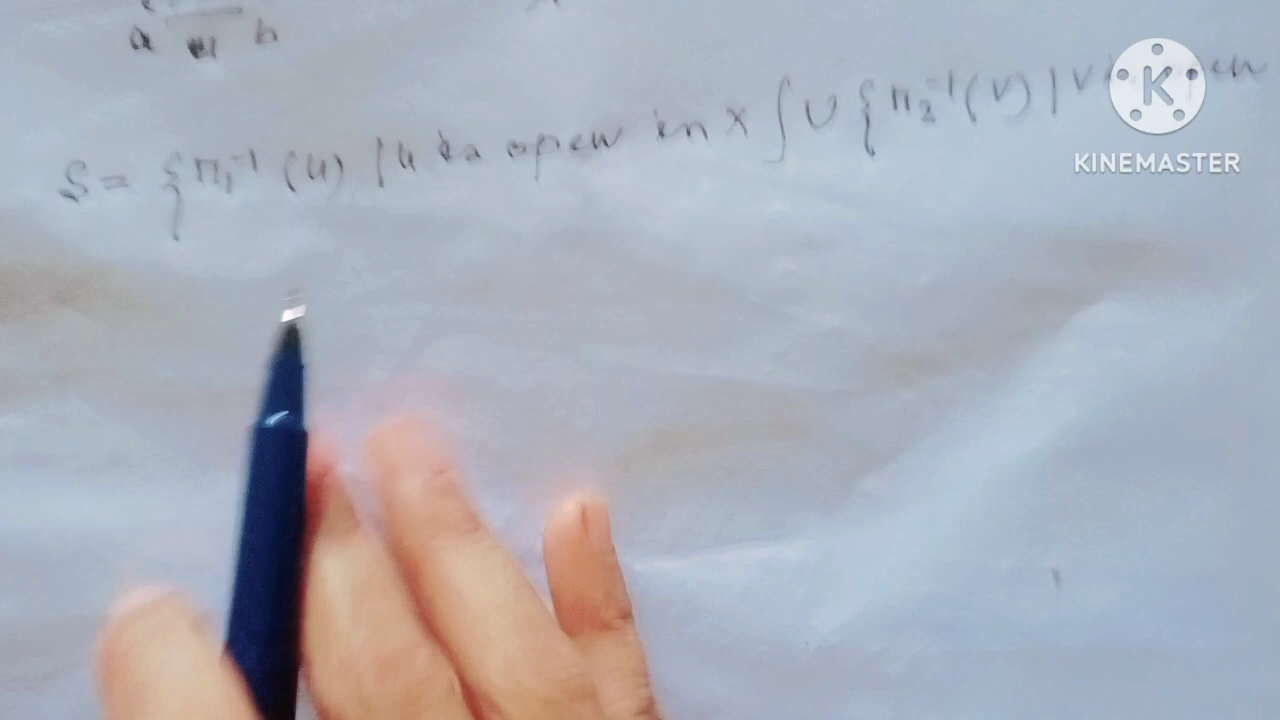 a u b
S = { π₁⁻¹ (u) | u is open in X } ∪ { π₂⁻¹ (V) | V
KINEMASTER